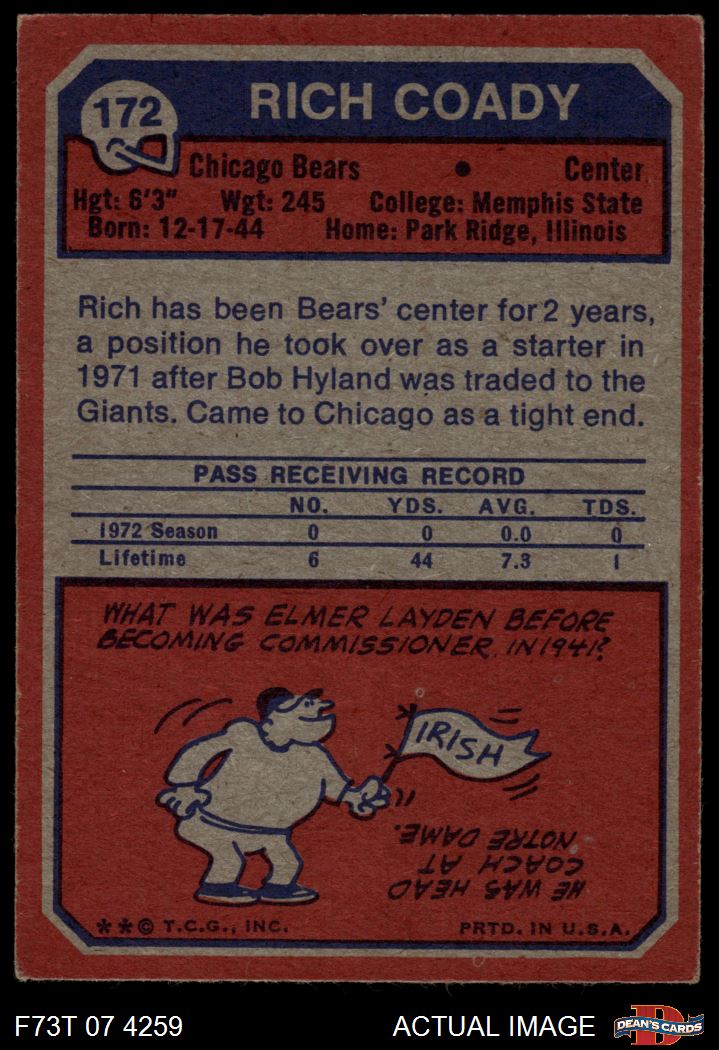 172
RICH COADY
Chicago Bears • Center
Hgt: 6'3" Wgt: 245 College: Memphis State
Born: 12-17-44 Home: Park Ridge, Illinois
Rich has been Bears' center for 2 years,
a position he took over as a starter in
1971 after Bob Hyland was traded to the
Giants. Came to Chicago as a tight end.
PASS RECEIVING RECORD
NO. YDS. AVG. TDS.
1972 Season 0 0 0.0 0
Lifetime 6 44 7.3 1
WHAT WAS ELMER LAYDEN BEFORE
BECOMING COMMISSIONER IN 1941?
IRISH
HE WAS HEAD
COACH AT
NOTRE DAME.
**© T.C.G., INC. PRTD. IN U.S.A.
F73T 07 4259 ACTUAL IMAGE D DEAN'S CARDS